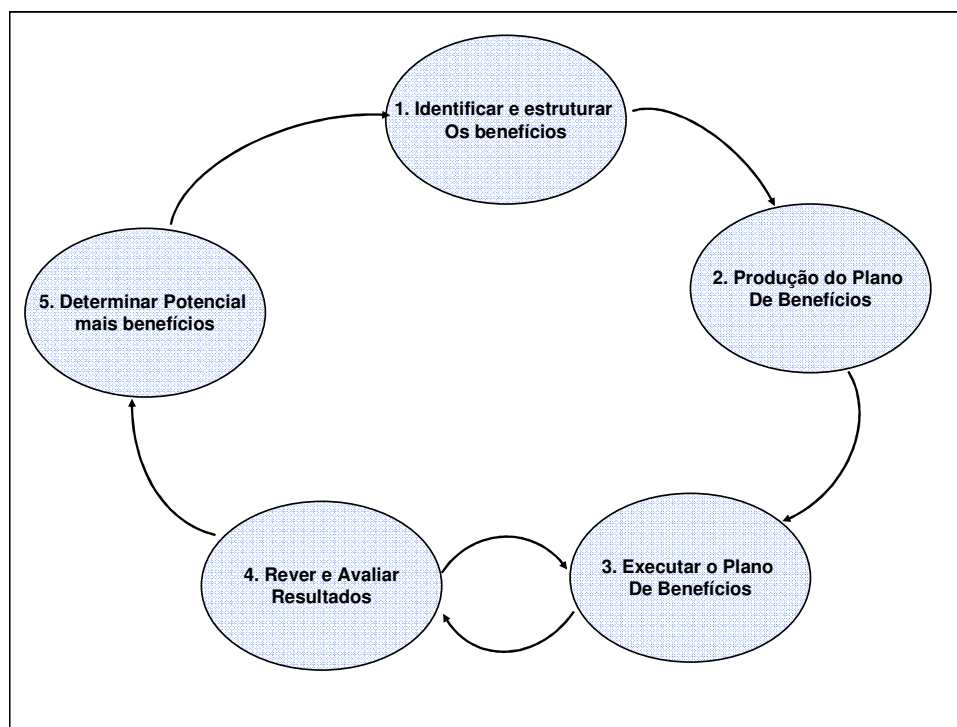 1. Identificar e estruturar
Os benefícios
2. Produção do Plano
De Benefícios
3. Executar o Plano
De Benefícios
4. Rever e Avaliar
Resultados
5. Determinar Potencial
mais benefícios